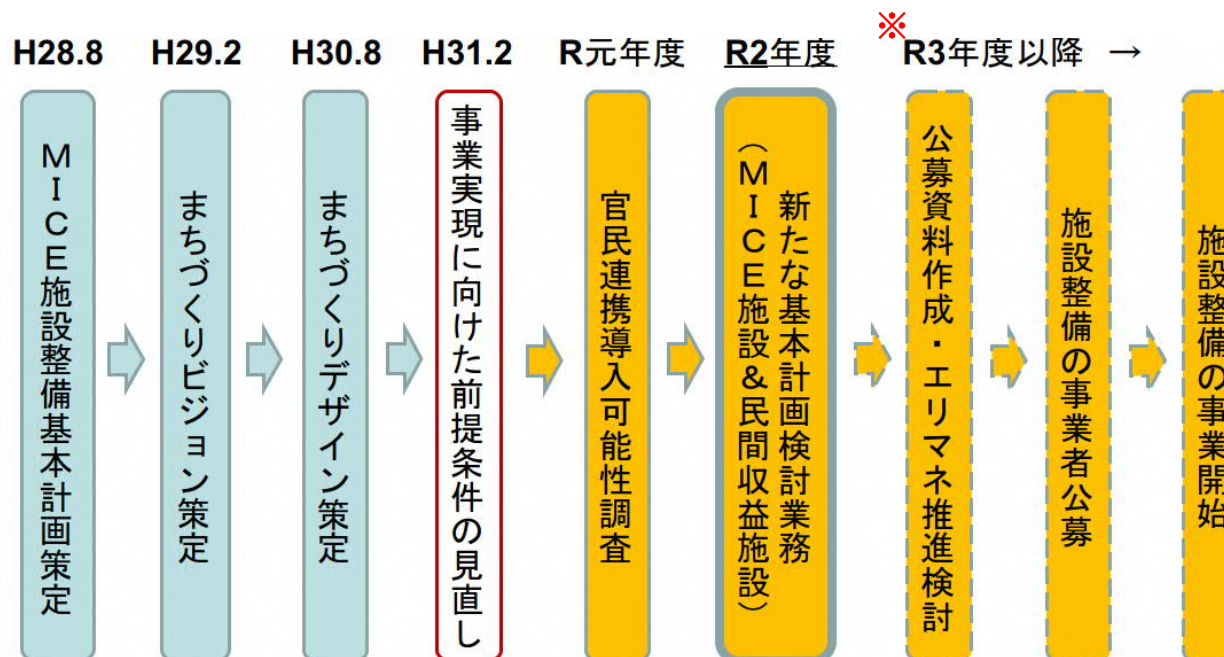 ※
H28.8 H29.2 H30.8 H31.2 R元年度 R2年度 R3年度以降 →
MICE施設整備基本計画策定
まちづくりビジョン策定
まちづくりデザイン策定
事業実現に向けた前提条件の見直し
官民連携導入可能性調査
新たな基本計画検討業務
（MICE施設&民間収益施設）
公募資料作成・エリマネ推進検討
施設整備の事業者公募
施設整備の事業開始